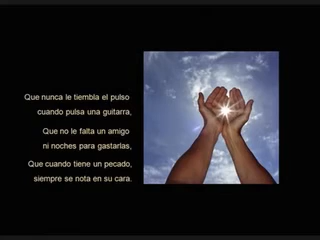 Que nunca le tiembla el pulso
cuando pulsa una guitarra,
Que no le falta un amigo
ni noches para gastarlas,
Que cuando tiene un pecado,
siempre se nota en su cara.